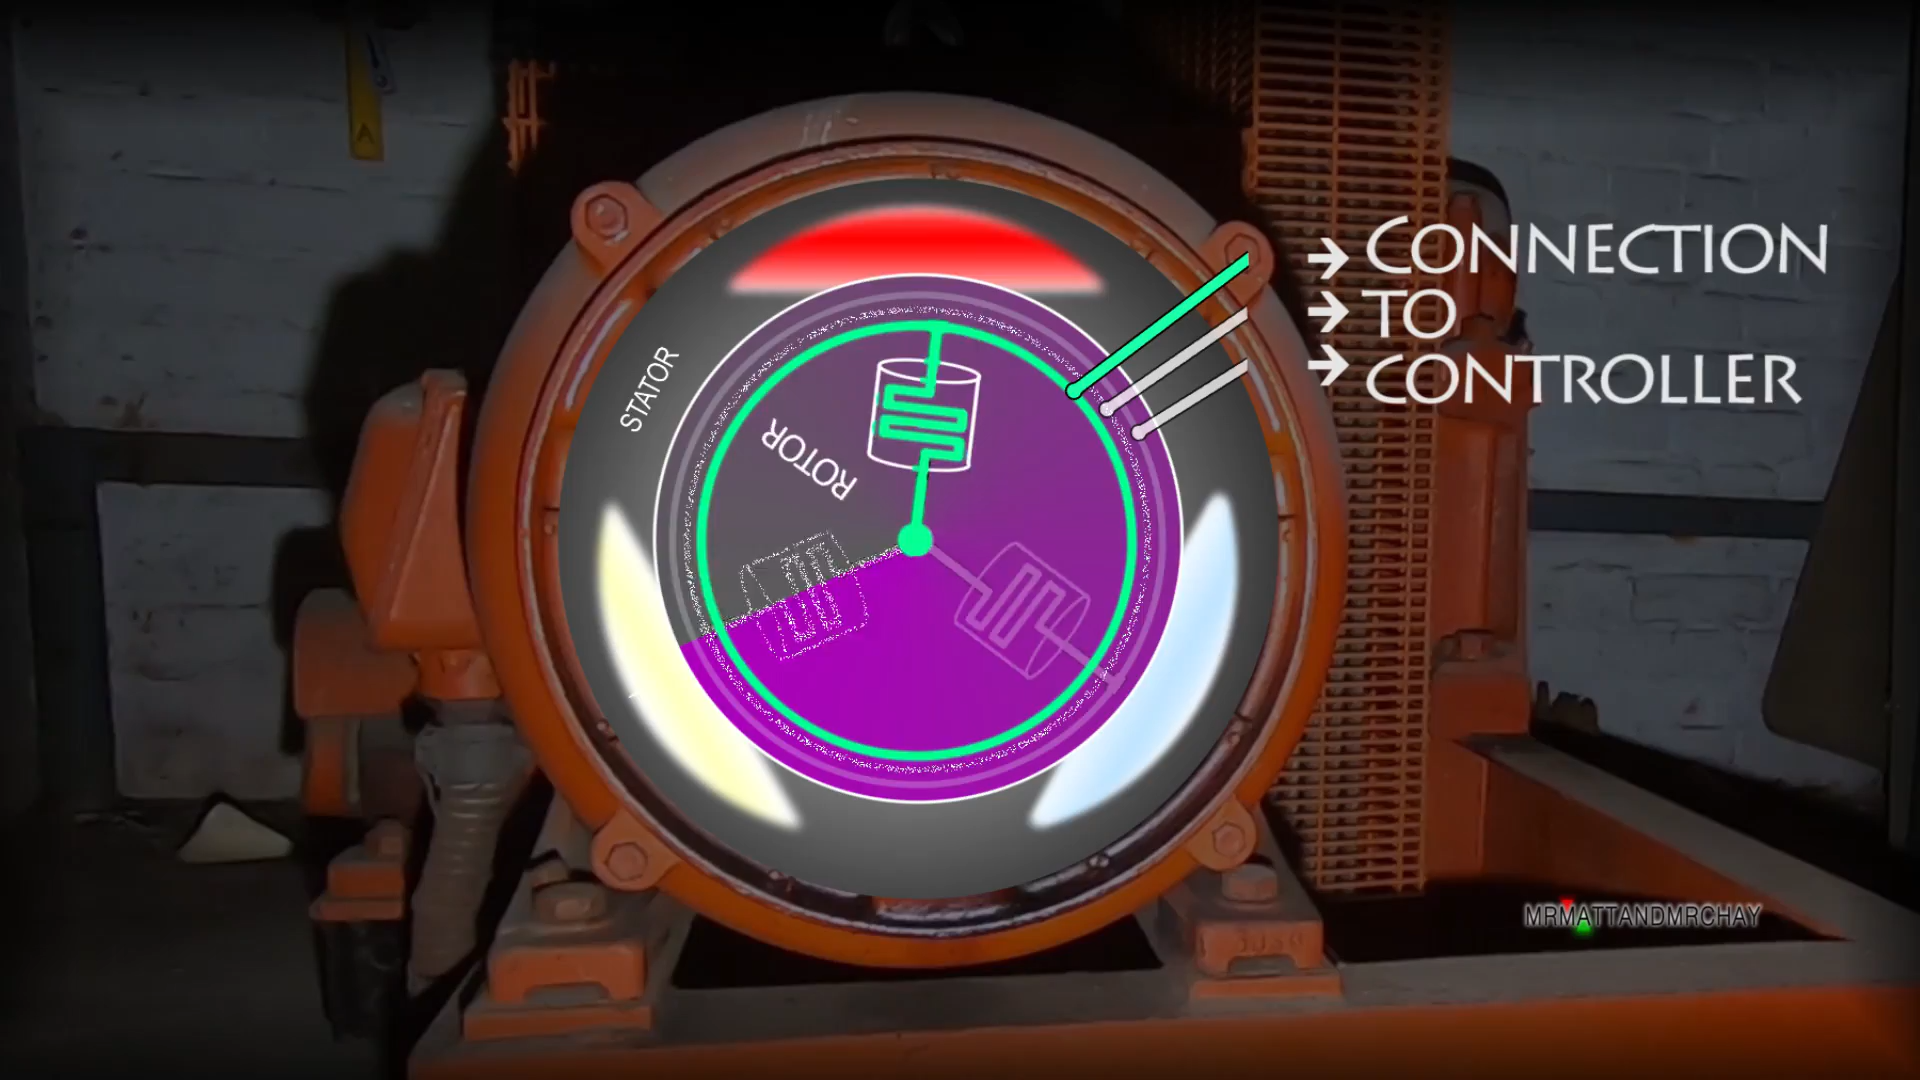 CONNECTION
TO
CONTROLLER
STATOR
ROTOR
MRMATTANDMRCHAY